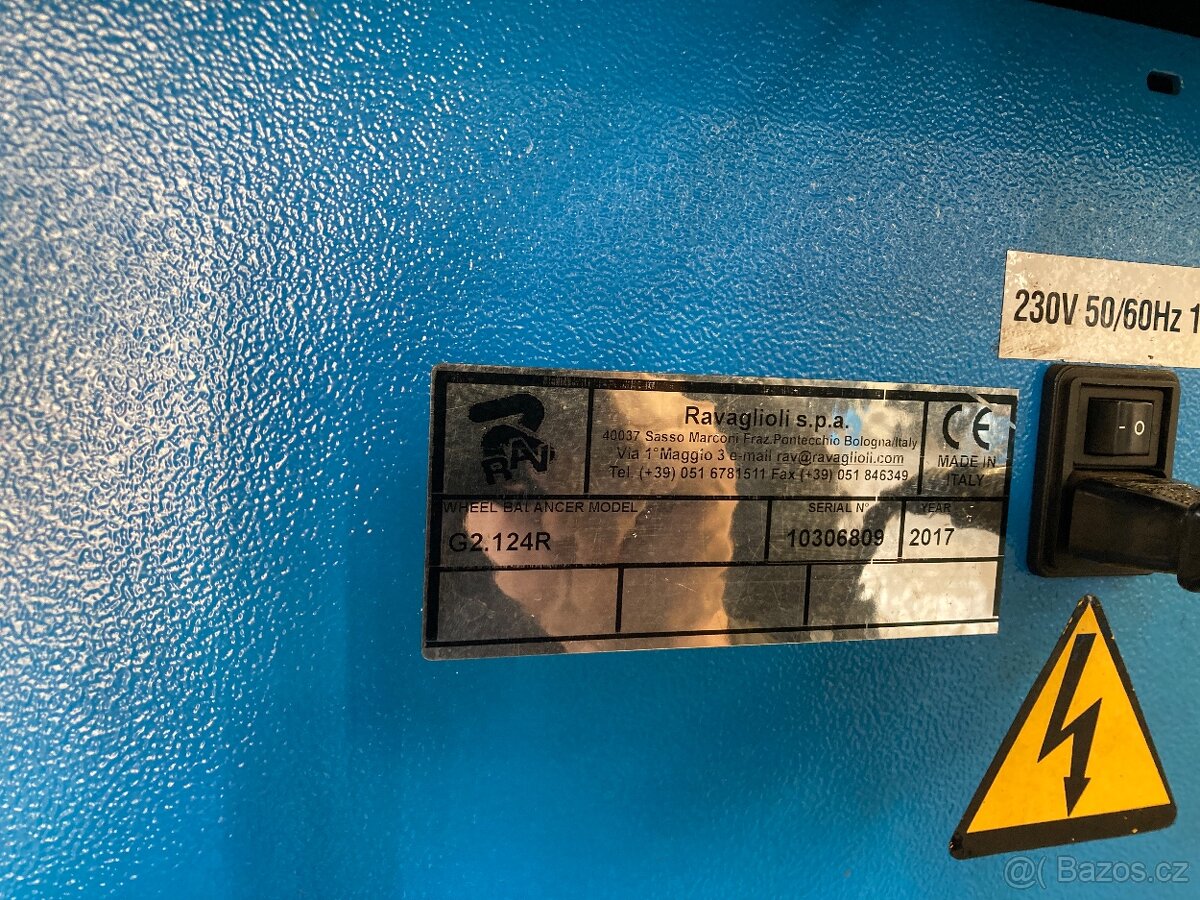 230V 50/60Hz 1
RAV
Ravaglioli s.p.a.
40037 Sasso Marconi Fraz.Pontecchio Bologna/Italy
Via 1°Maggio 3 e-mail rav@ravaglioli.com
Tel. (+39) 051 6781511 Fax (+39) 051 846349
CE
MADE IN
ITALY
WHEEL BALANCER MODEL
G2.124R
SERIAL N°
10306809
YEAR
2017
- O
@( Bazos.cz